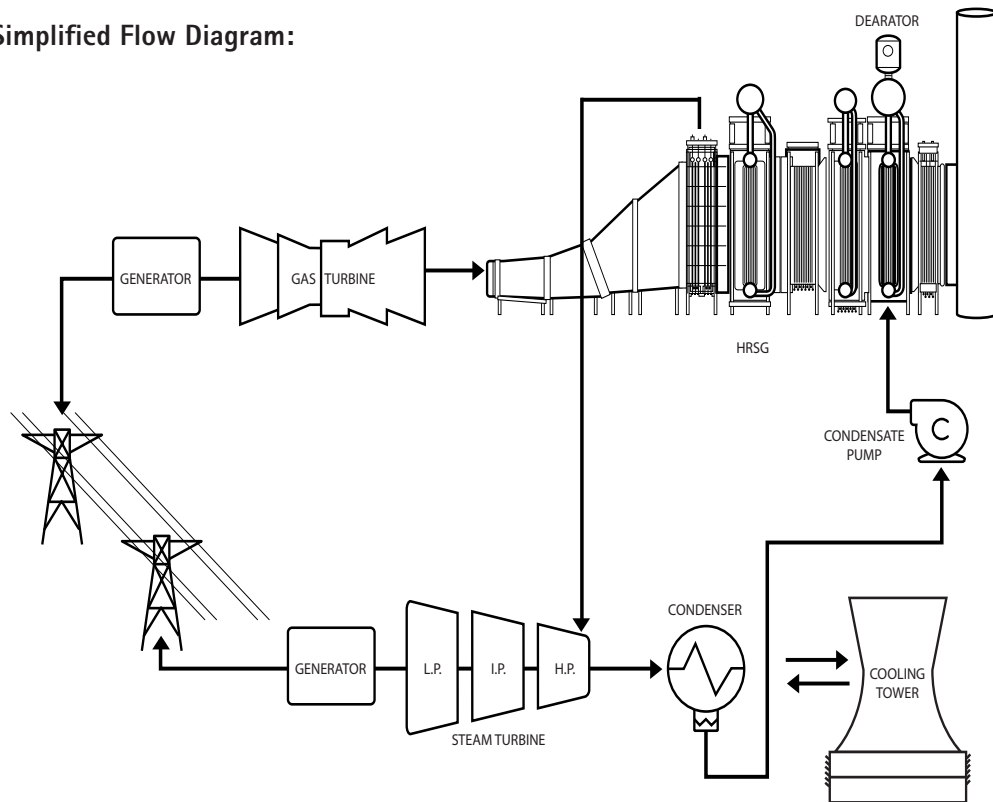 Simplified Flow Diagram:
DEARATOR
GENERATOR
GAS TURBINE
HRSG
CONDENSATE
PUMP
C
CONDENSER
GENERATOR
L.P.
I.P.
H.P.
COOLING
TOWER
STEAM TURBINE